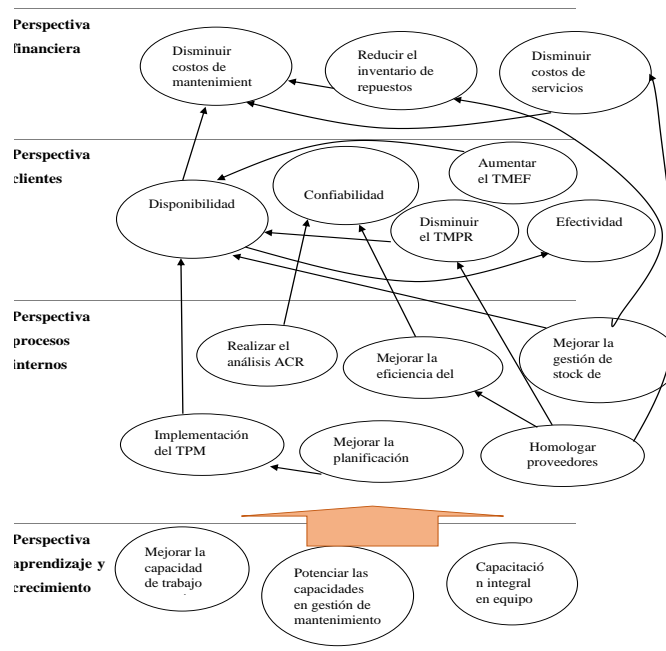 Perspectiva
financiera
Disminuir
costos de
mantenimient
Reducir el
inventario de
repuestos
Disminuir
costos de
servicios
Perspectiva
clientes
Disponibilidad
Confiabilidad
Aumentar
el TMEF
Disminuir
el TMPR
Efectividad
Perspectiva
procesos
internos
Realizar el
análisis ACR
Mejorar la
eficiencia del
Mejorar la
gestión de
stock de
Implementación
del TPM
Mejorar la
planificación
Homologar
proveedores
Perspectiva
aprendizaje y
crecimiento
Mejorar la
capacidad
de trabajo
Potenciar las
capacidades
en gestión de
mantenimiento
Capacitació
n integral
en equipo